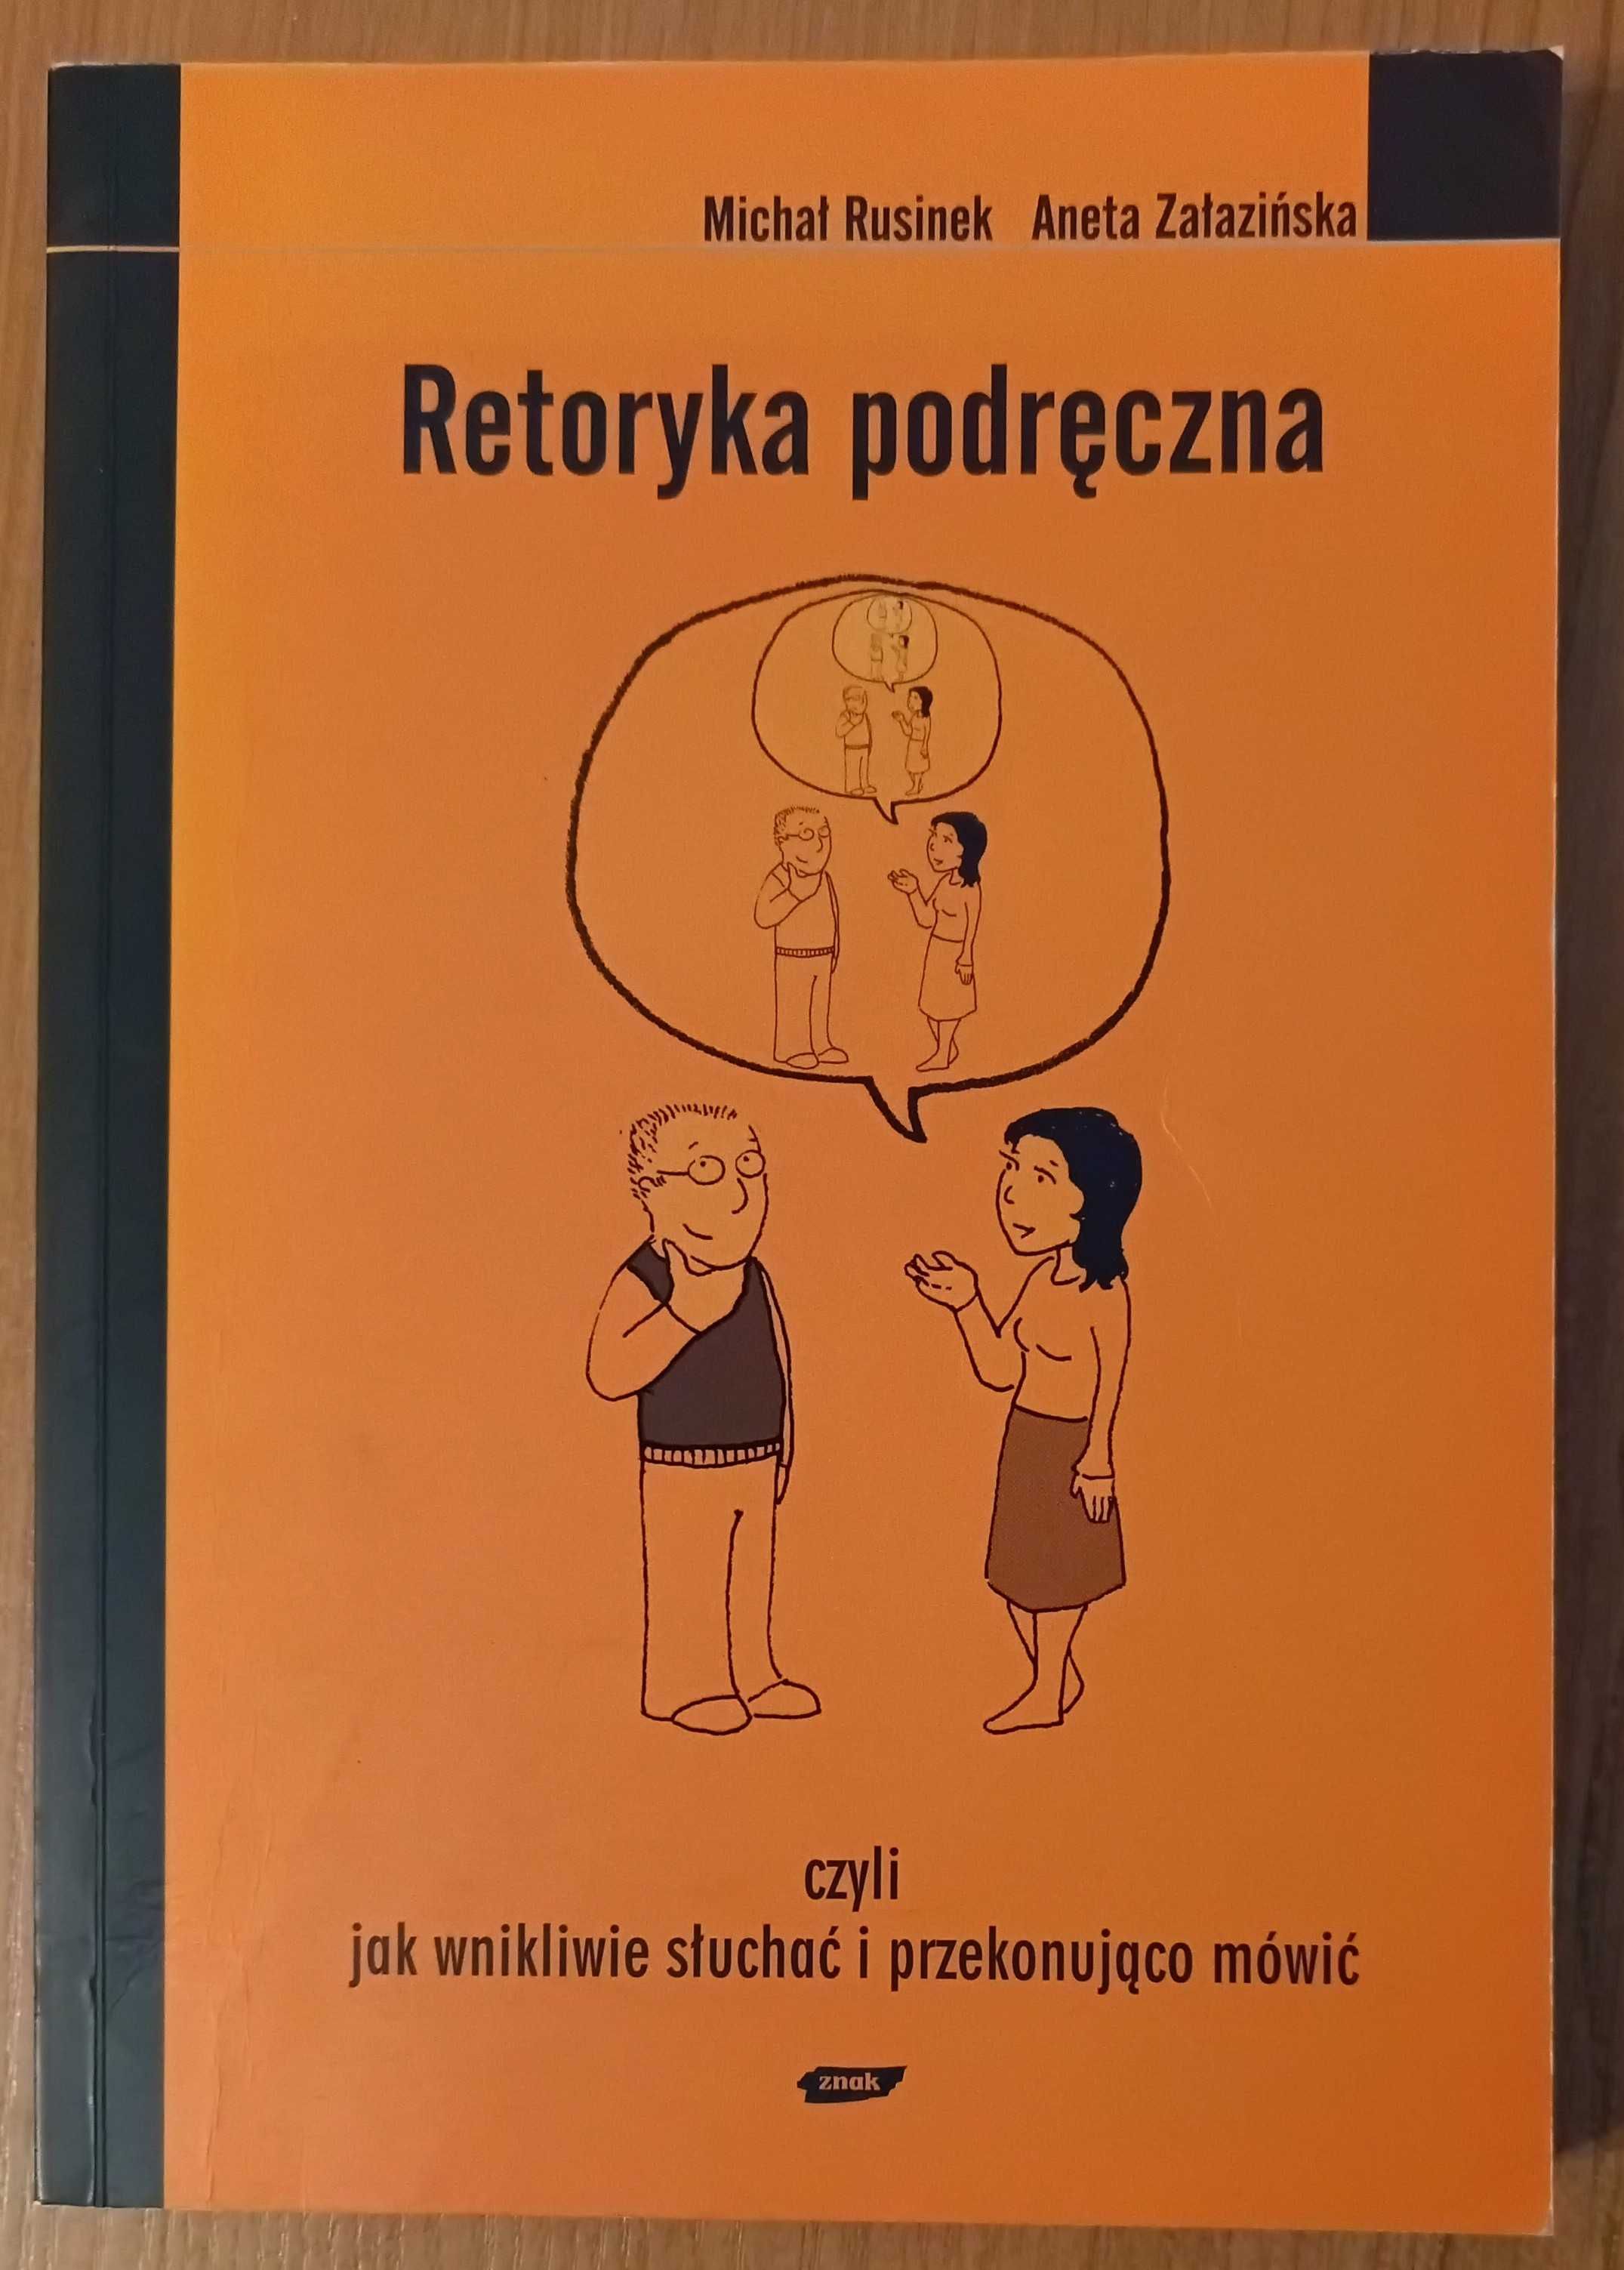 Michał Rusinek Aneta Załazińska
Retoryka podręczna
czyli
jak wnikliwie słuchać i przekonująco mówić
znak